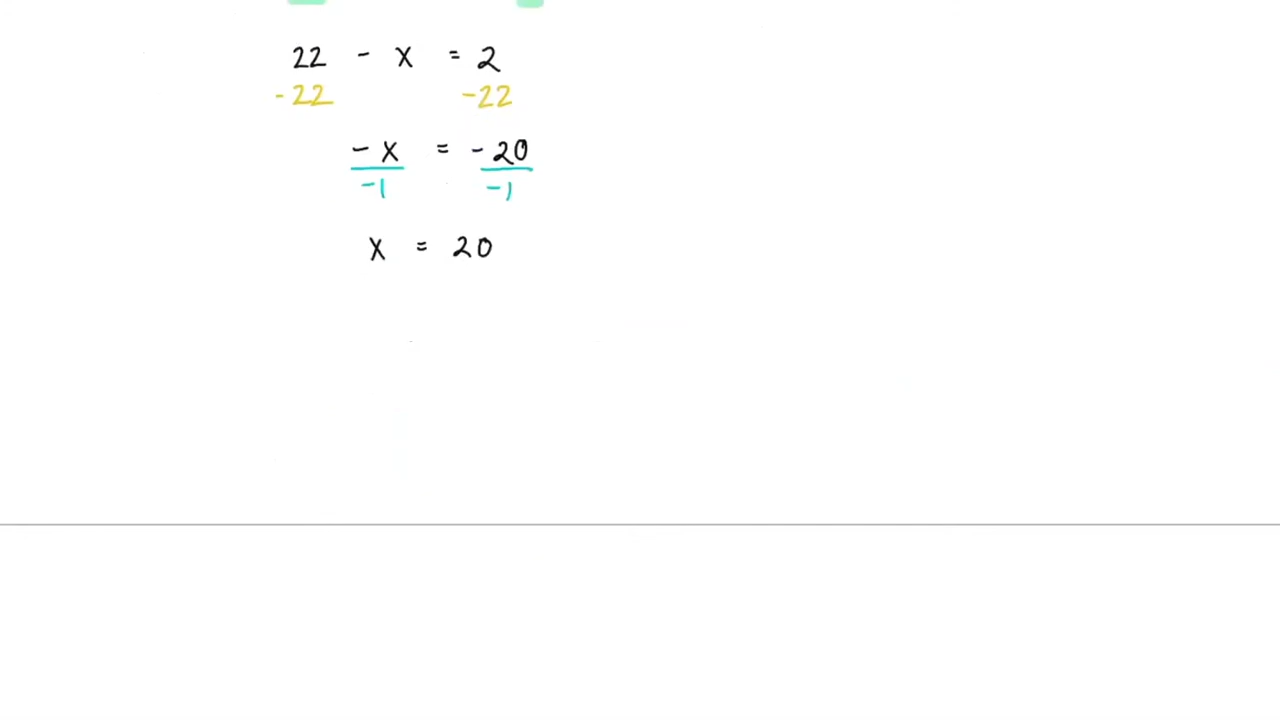 22 - x = 2
-22 -22
- x = - 20
-1 -1
x = 20